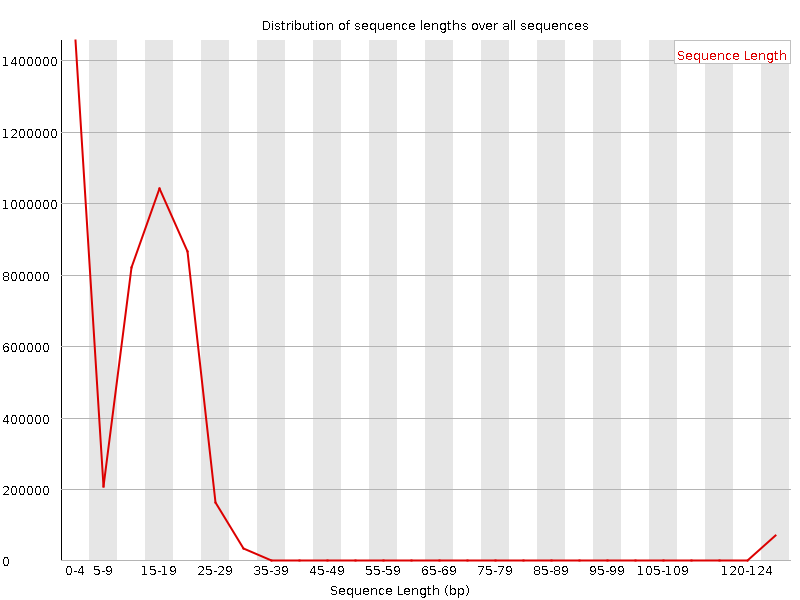 Distribution of sequence lengths over all sequences
Sequence Length
1400000
1200000
1000000
800000
600000
400000
200000
0
0-4 5-9 15-19 25-29 35-39 45-49 55-59 65-69 75-79 85-89 95-99 105-109 120-124
Sequence Length (bp)